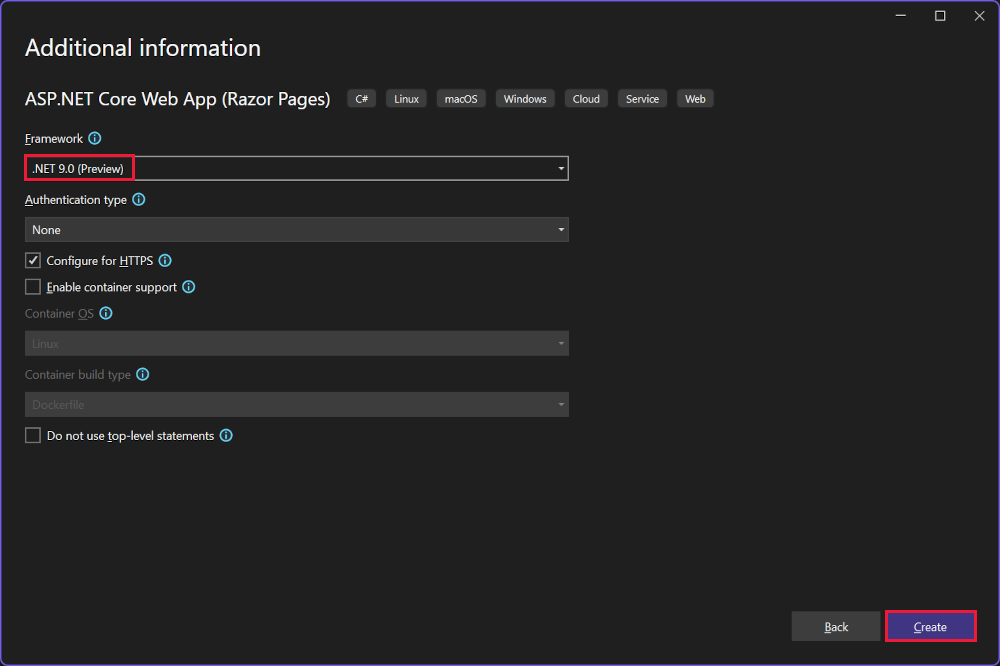 Additional information
ASP.NET Core Web App (Razor Pages) C# Linux macOS Windows Cloud Service Web
Framework
.NET 9.0 (Preview)
Authentication type
None
Configure for HTTPS
Enable container support
Container OS
Linux
Container build type
Dockerfile
Do not use top-level statements
Back Create